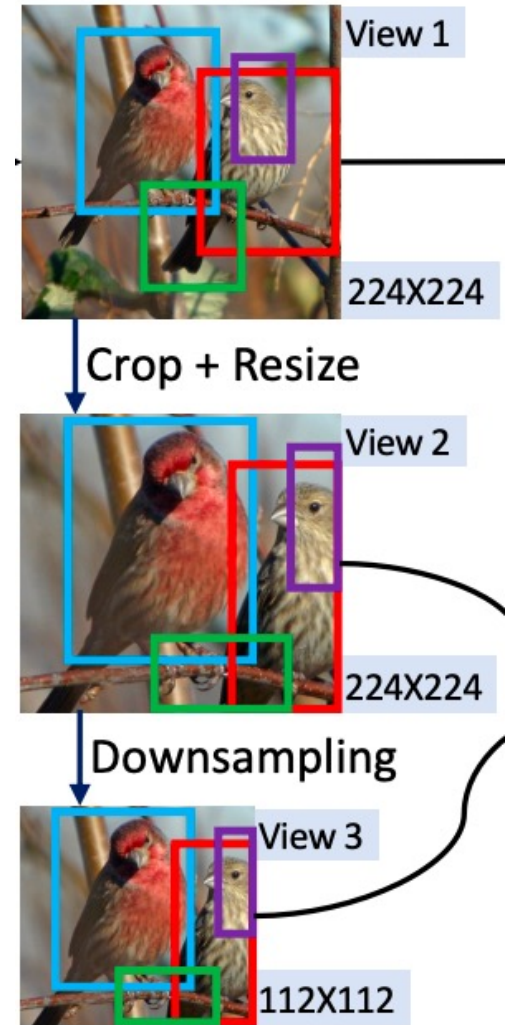 View 1
224X224
Crop + Resize
View 2
224X224
Downsampling
View 3
112X112